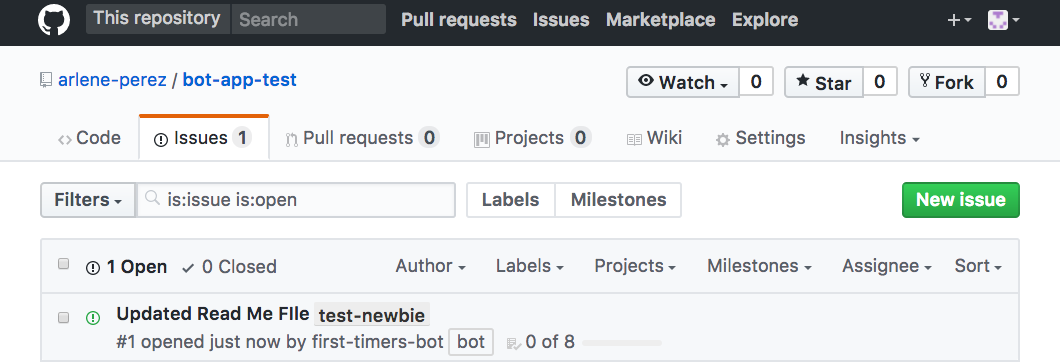 This repository Search Pull requests Issues Marketplace Explore +
arlene-perez / bot-app-test Watch 0 Star 0 Fork 0
<> Code Issues 1 Pull requests 0 Projects 0 Wiki Settings Insights
Filters is:issue is:open Labels Milestones New issue
1 Open ✓ 0 Closed Author Labels Projects Milestones Assignee Sort
Updated Read Me FIle test-newbie
#1 opened just now by first-timers-bot bot 0 of 8